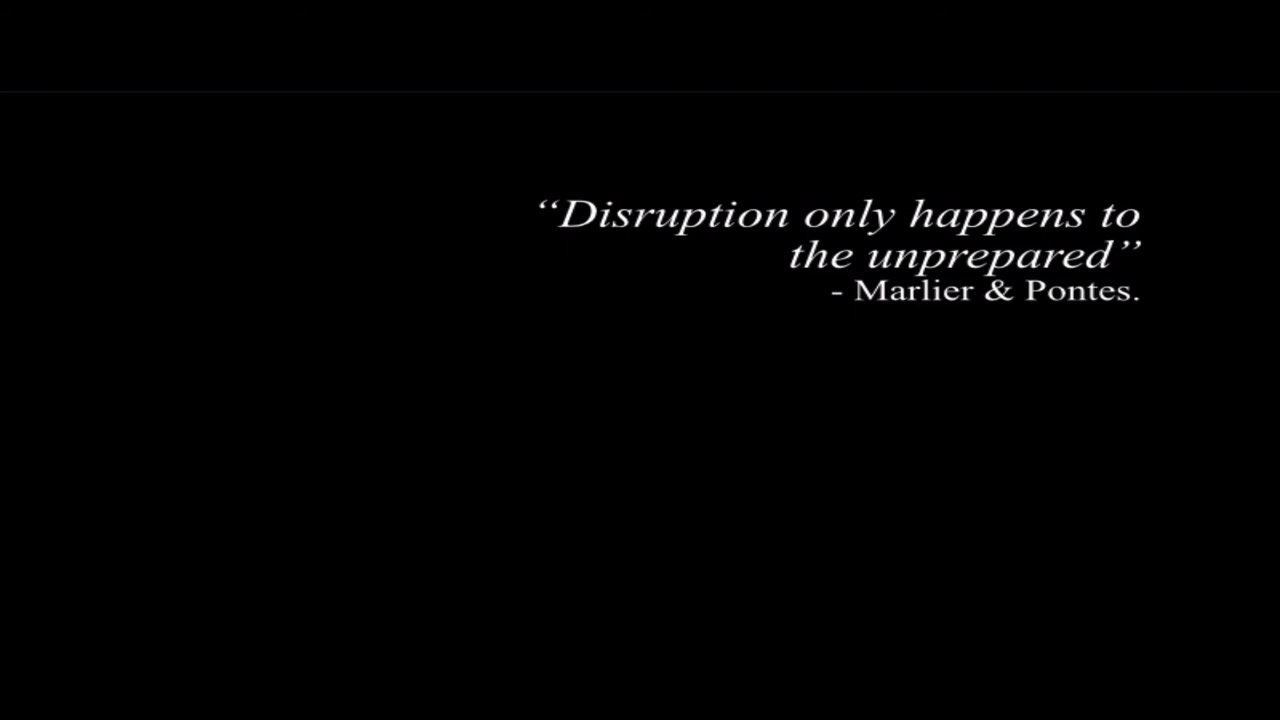 “Disruption only happens to
the unprepared”
- Marlier & Pontes.